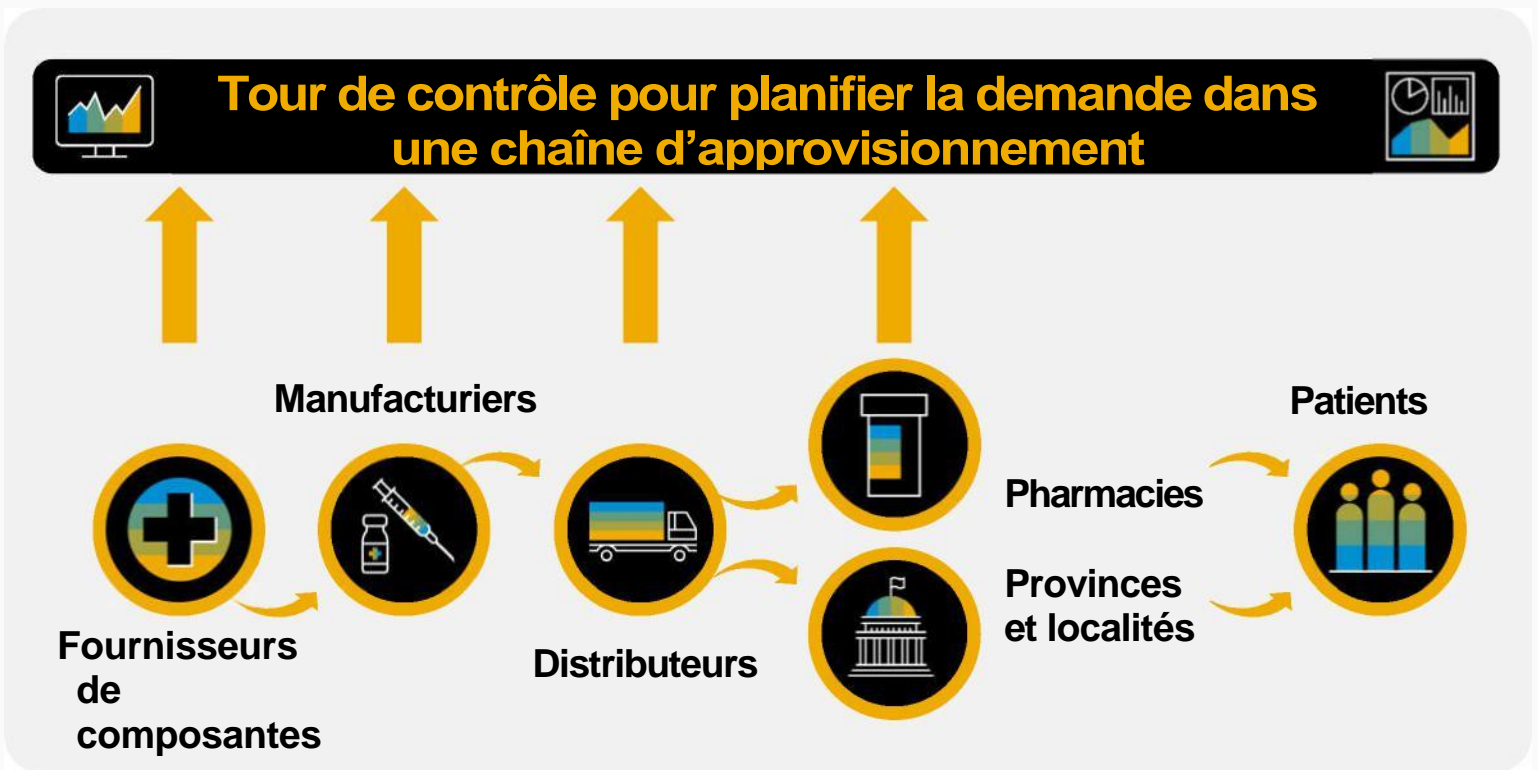 Tour de contrôle pour planifier la demande dans
une chaîne d’approvisionnement
Manufacturiers
Patients
Pharmacies
Provinces
et localités
Fournisseurs
de
composantes
Distributeurs